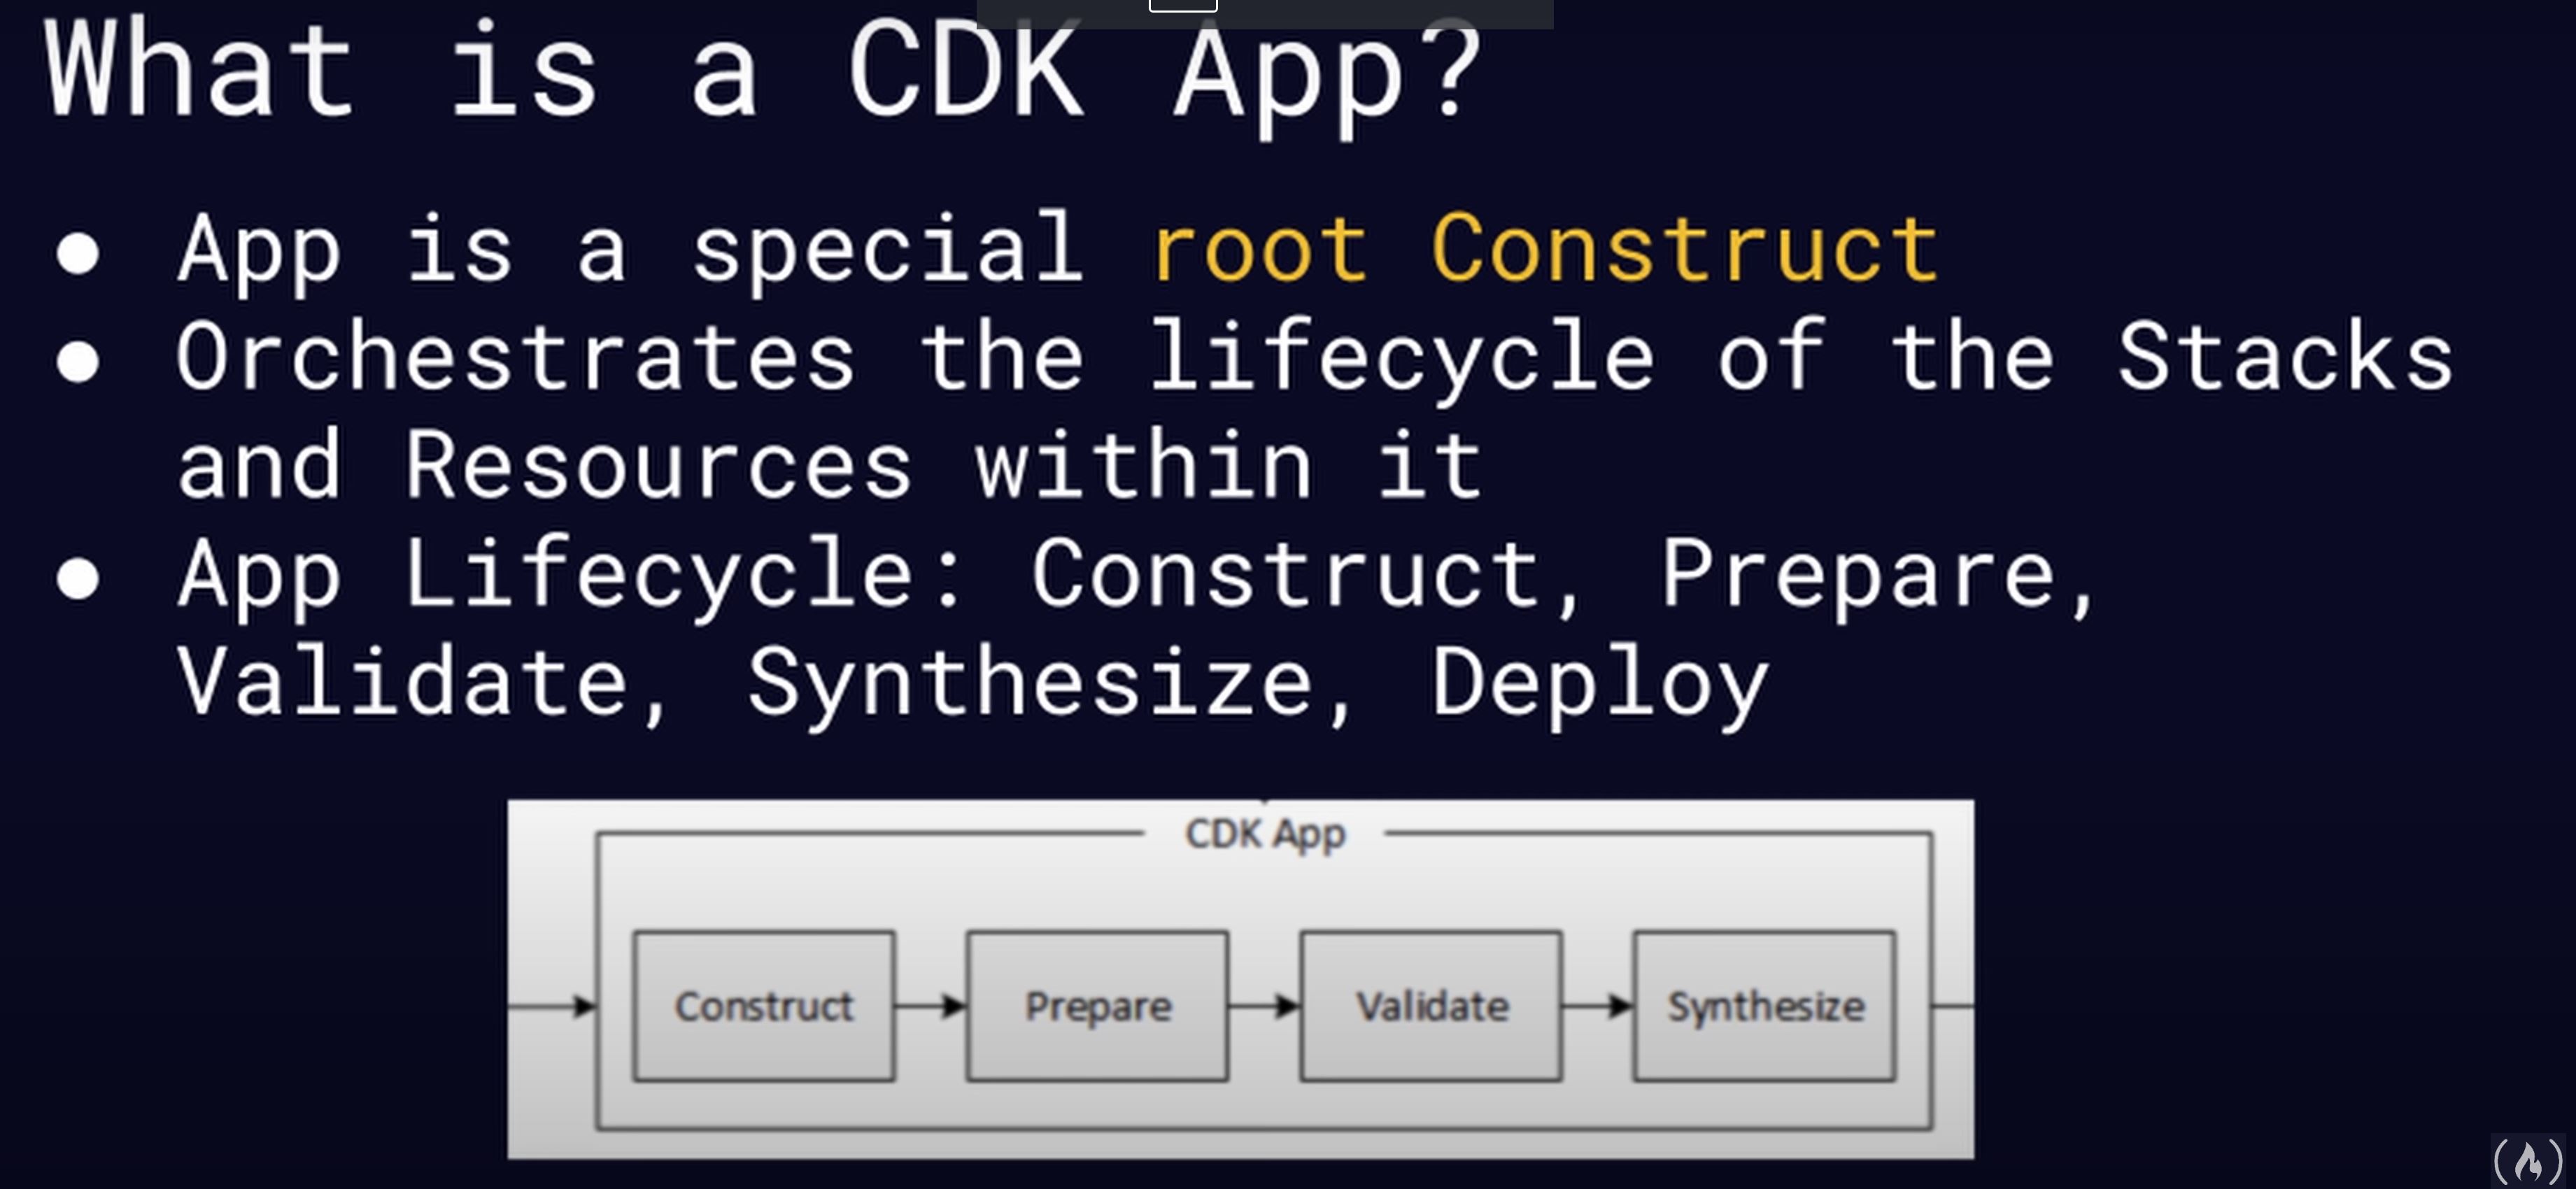 What is a CDK App?
● App is a special root Construct
● Orchestrates the lifecycle of the Stacks
and Resources within it
● App Lifecycle: Construct, Prepare,
Validate, Synthesize, Deploy
CDK App
Construct
Prepare
Validate
Synthesize